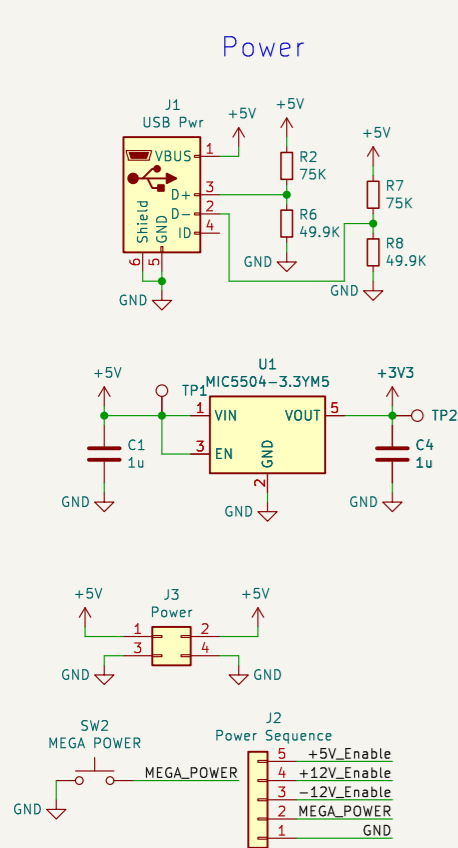 Power
J1
USB Pwr
+5V
+5V
+5V
VBUS 1
R2
75K
R7
75K
D+ 3
D- 2
ID 4
R6
49.9K
R8
49.9K
Shield
GND
6
5
GND
GND
GND
U1
MIC5504-3.3YM5
+5V
TP1
+3V3
1 VIN
VOUT 5
TP2
C1
1u
3 EN
GND
2
C4
1u
GND
GND
GND
+5V
J3
Power
+5V
1
2
3
4
GND
GND
SW2
MEGA POWER
J2
Power Sequence
5 +5V_Enable
MEGA_POWER
4 +12V_Enable
3 -12V_Enable
GND
2 MEGA_POWER
1 GND